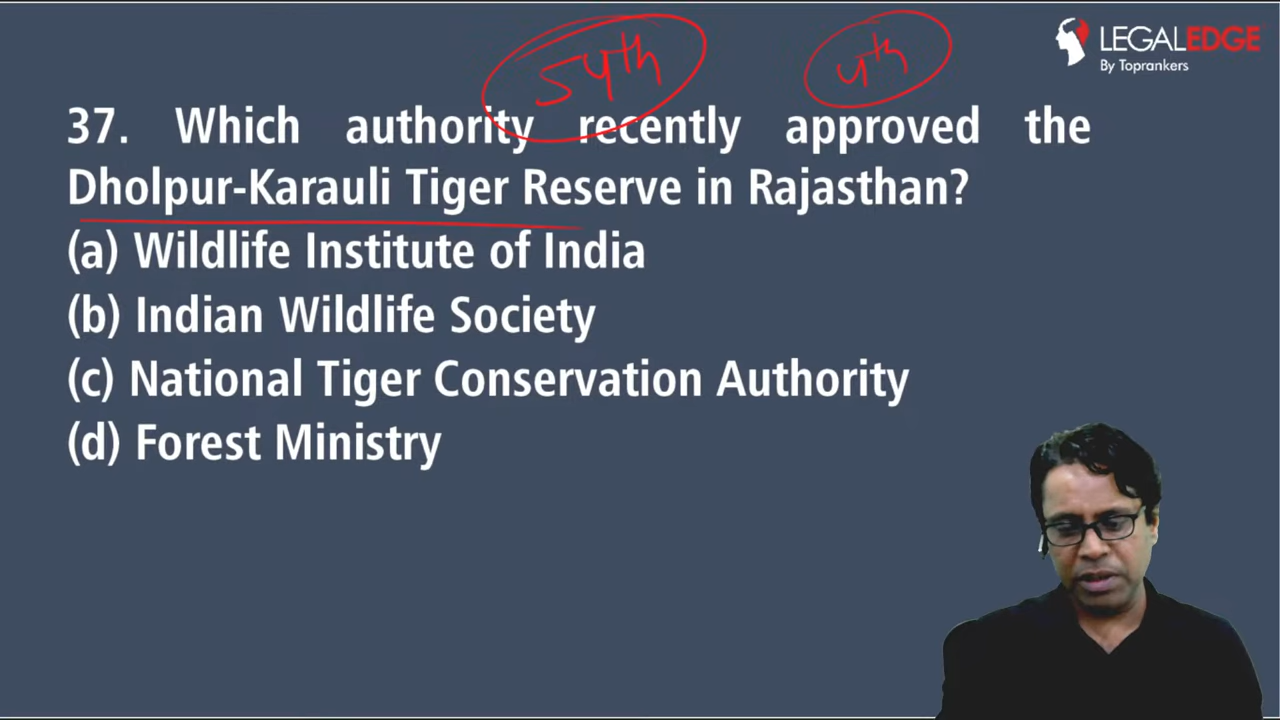 54th
4th
LEGALEDGE
By Toprankers
37. Which authority recently approved the
Dholpur-Karauli Tiger Reserve in Rajasthan?
(a) Wildlife Institute of India
(b) Indian Wildlife Society
(c) National Tiger Conservation Authority
(d) Forest Ministry